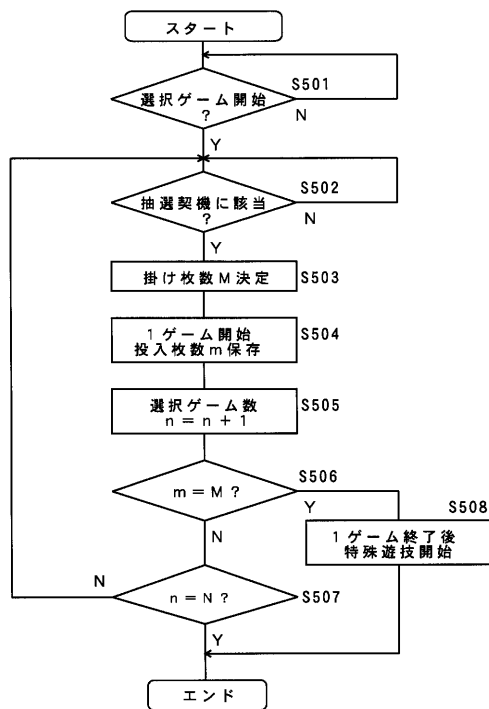 スタート
S501
選択ゲーム開始
?
N
Y
S502
抽選契機に該当
?
N
Y
掛け枚数M決定
S503
1ゲーム開始
投入枚数m保存
S504
選択ゲーム数
n=n+1
S505
S506
m=M?
Y
N
S508
1ゲーム終了後
特殊遊技開始
N
n=N?
S507
Y
エンド